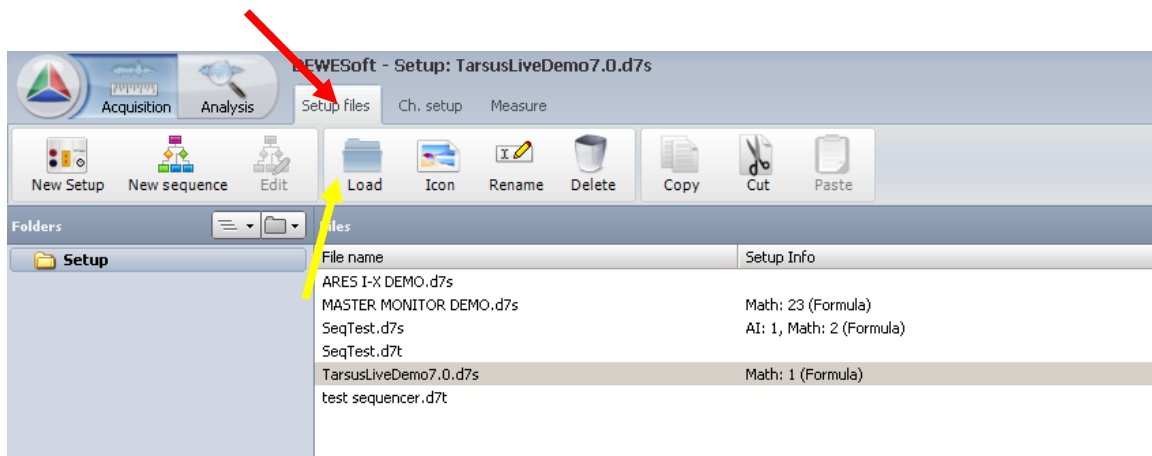 DEWESoft - Setup: TarsusLiveDemo7.0.d7s
Acquisition Analysis Setup files Ch. setup Measure
New Setup New sequence Edit Load Icon Rename Delete Copy Cut Paste
Folders Files
Setup
File name Setup Info
ARES I-X DEMO.d7s
MASTER MONITOR DEMO.d7s Math: 23 (Formula)
SeqTest.d7s AI: 1, Math: 2 (Formula)
SeqTest.d7t
TarsusLiveDemo7.0.d7s Math: 1 (Formula)
test sequencer.d7t